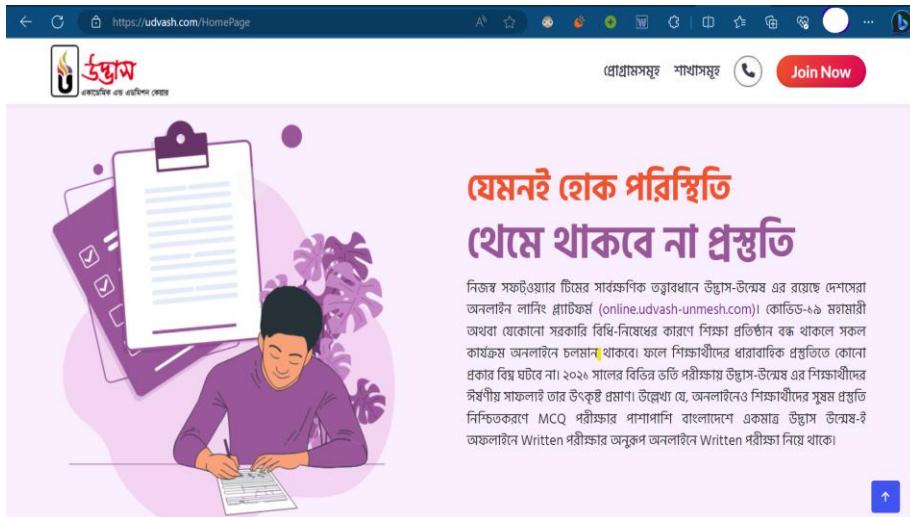 https://udvash.com/HomePage
উদ্ভাস
একাডেমিক এন্ড এডমিশন কেয়ার
প্রোগ্রামসমূহ শাখাসমূহ Join Now
যেমনই হোক পরিস্থিতি
থেমে থাকবে না প্রস্তুতি
নিজস্ব সফট্ওয়্যার টিমের সার্বক্ষণিক তত্ত্বাবধানে উদ্ভাস-উন্মেষ এর রয়েছে দেশসেরা
অনলাইন লার্নিং প্ল্যাটফর্ম (online.udvash-unmesh.com)। কোভিড-১৯ মহামারী
অথবা যেকোনো সরকারি বিধি-নিষেধের কারণে শিক্ষা প্রতিষ্ঠান বন্ধ থাকলে সকল
কার্যক্রম অনলাইনে চলমান থাকবে। ফলে শিক্ষার্থীদের ধারাবাহিক প্রস্তুতিতে কোনো
প্রকার বিঘ্ন ঘটবে না। ২০২১ সালের বিভিন্ন ভর্তি পরীক্ষায় উদ্ভাস-উন্মেষ এর শিক্ষার্থীদের
ঈর্ষণীয় সাফল্যই তার উৎকৃষ্ট প্রমাণ। উল্লেখ্য যে, অনলাইনেও শিক্ষার্থীদের সুষম প্রস্তুতি
নিশ্চিতকরণে MCQ পরীক্ষার পাশাপাশি বাংলাদেশে একমাত্র উদ্ভাস উন্মেষ-ই
অফলাইনে Written পরীক্ষার অনুরূপ অনলাইনে Written পরীক্ষা নিয়ে থাকে।